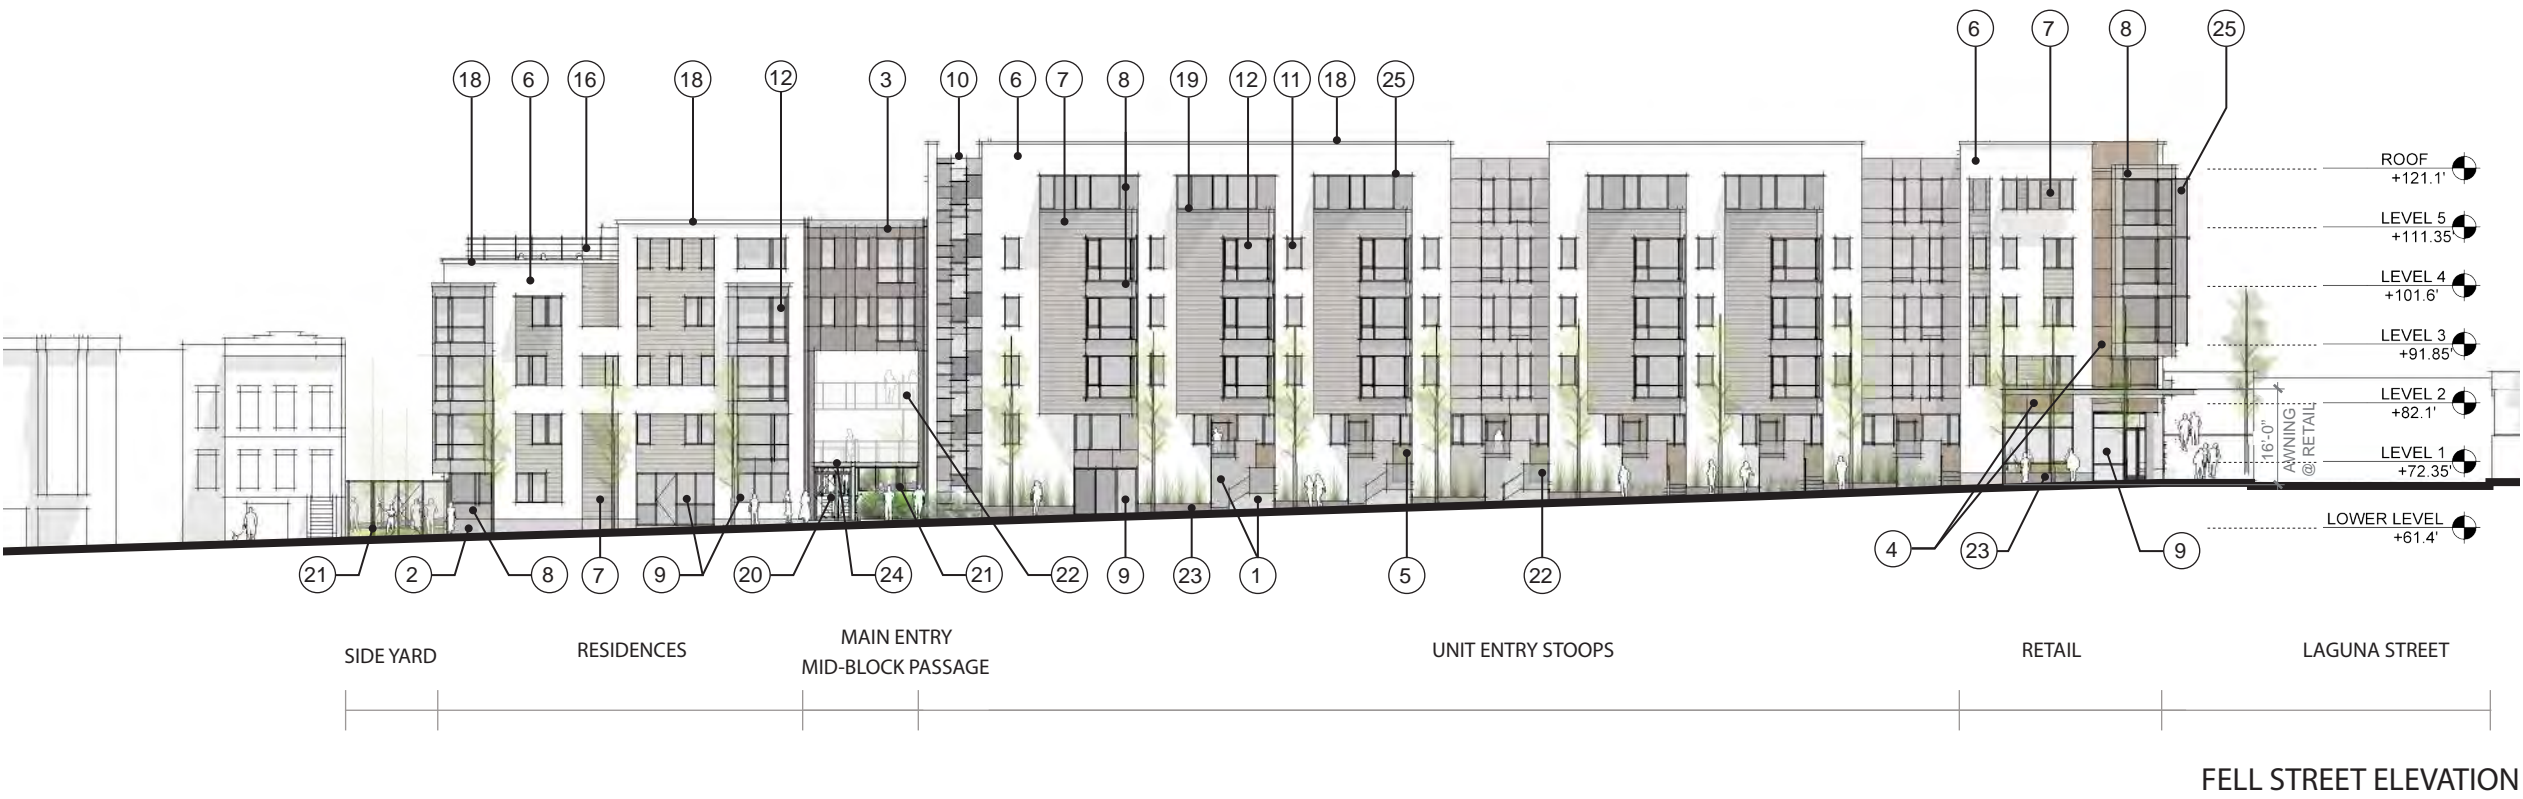 6
7
8
25
18
6
16
18
12
3
10
6
7
8
19
12
11
18
25
ROOF
+121.1'
LEVEL 5
+111.35'
LEVEL 4
+101.6'
LEVEL 3
+91.85'
LEVEL 2
+82.1'
LEVEL 1
+72.35'
LOWER LEVEL
+61.4'
16'-0"
AWNING
@ RETAIL
21
2
8
7
9
20
24
21
22
9
23
1
5
22
4
23
9
SIDE YARD
RESIDENCES
MAIN ENTRY
MID-BLOCK PASSAGE
UNIT ENTRY STOOPS
RETAIL
LAGUNA STREET
FELL STREET ELEVATION